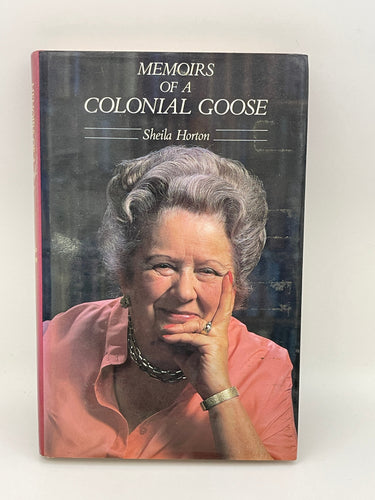 MEMOIRS
OF A
COLONIAL GOOSE
Sheila Horton